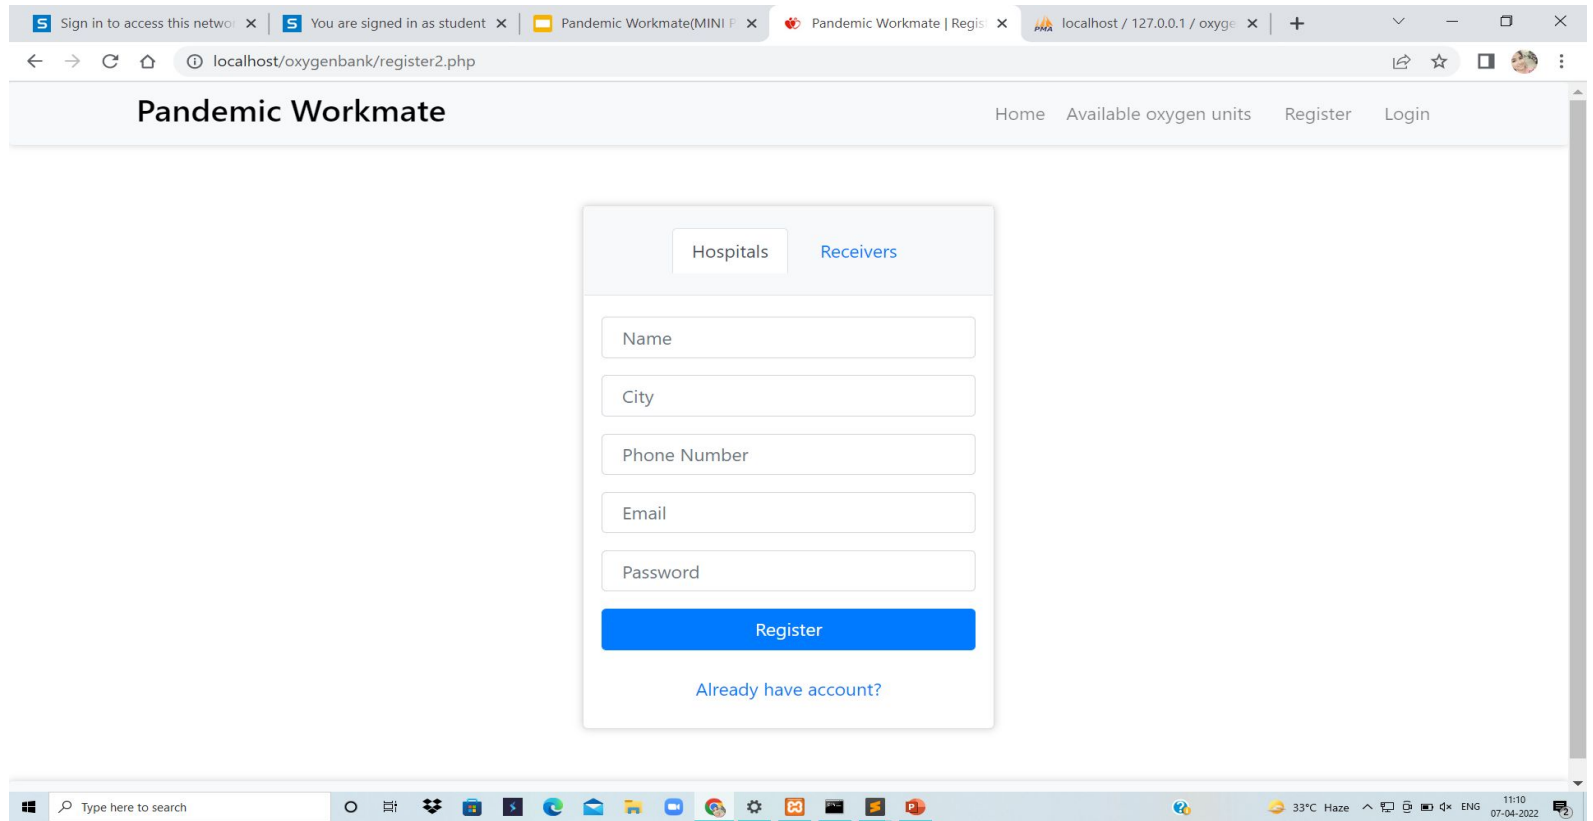 Sign in to access this networ
You are signed in as student
Pandemic Workmate(MINI P
Pandemic Workmate | Regis
localhost / 127.0.0.1 / oxyge
localhost/oxygenbank/register2.php
Pandemic Workmate
Home Available oxygen units Register Login
Hospitals Receivers
Name
City
Phone Number
Email
Password
Register
Already have account?
Type here to search
33°C Haze
ENG
11:10
07-04-2022
2